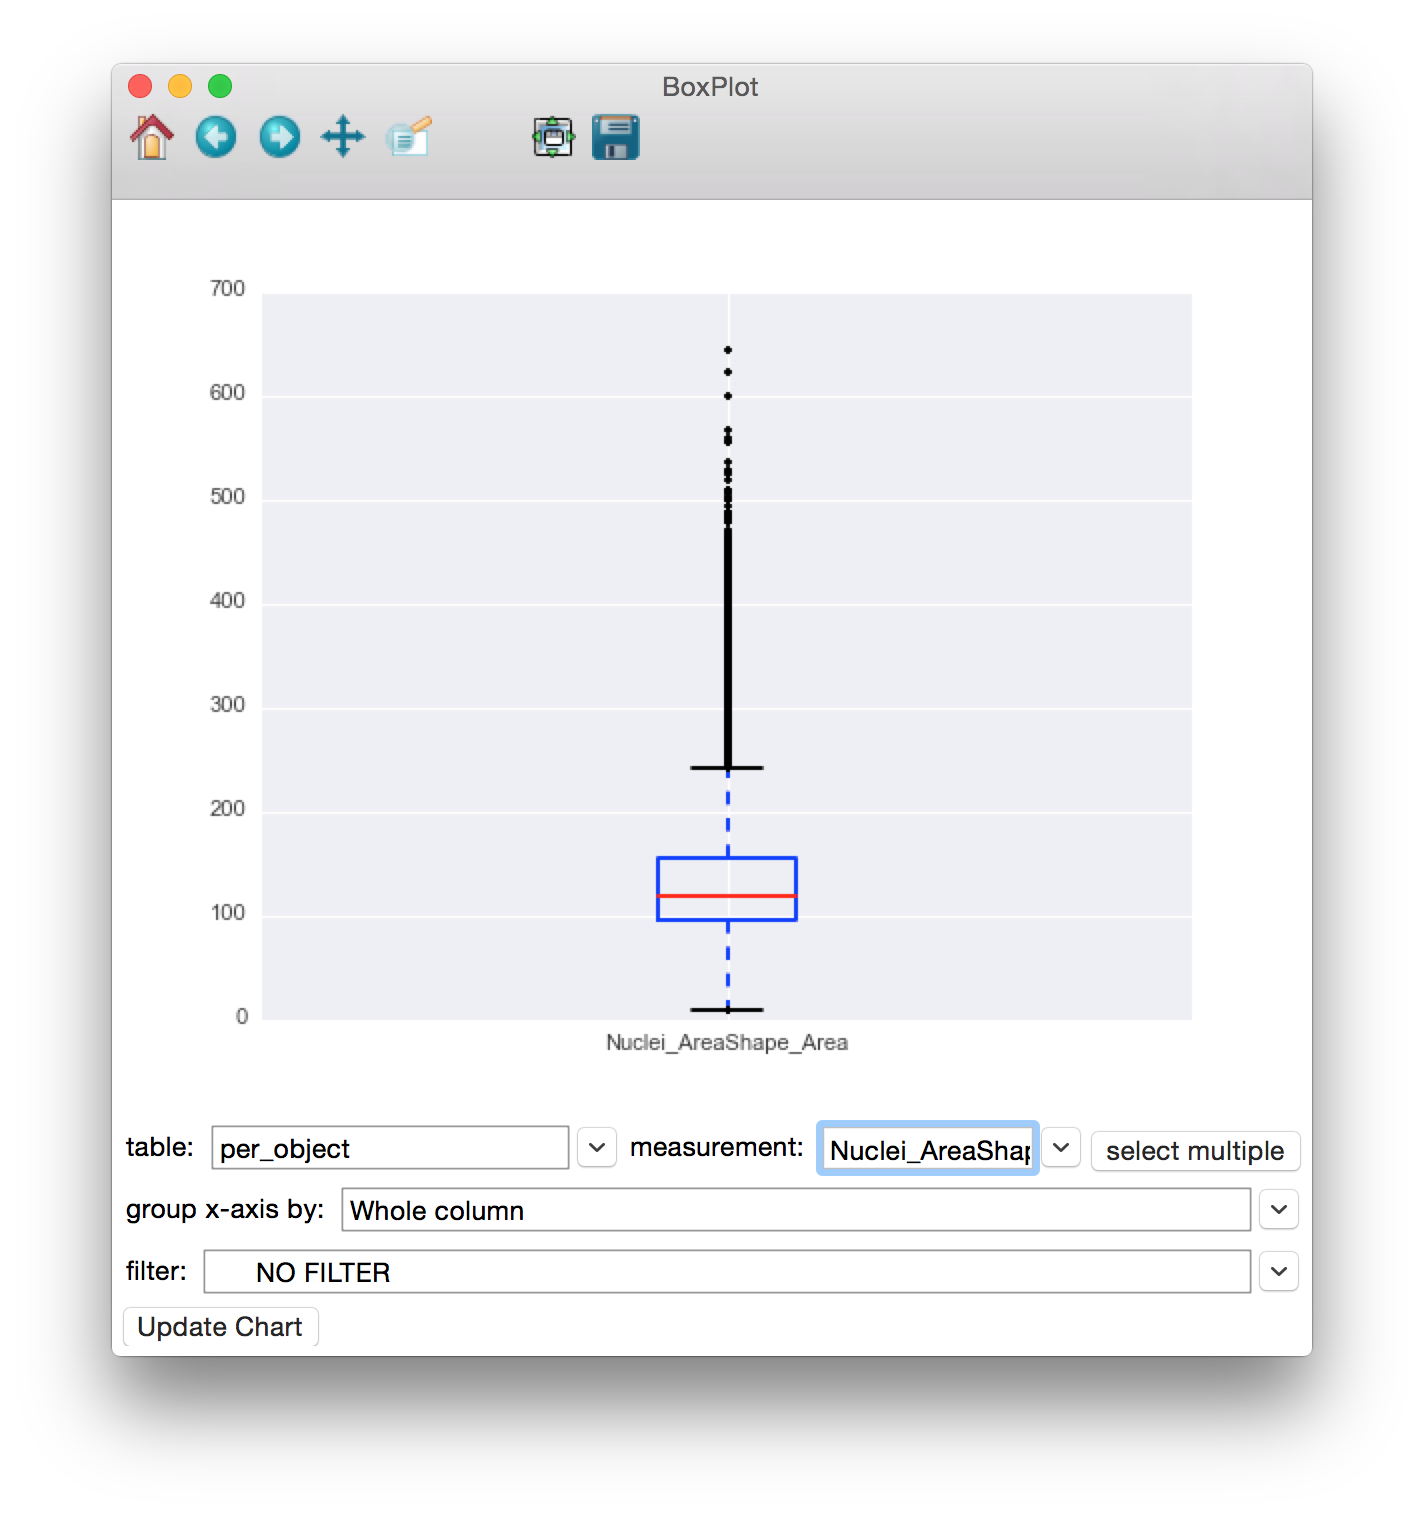 BoxPlot
700
600
500
400
300
200
100
0
Nuclei_AreaShape_Area
table: per_object measurement: Nuclei_AreaShap select multiple
group x-axis by: Whole column
filter: NO FILTER
Update Chart